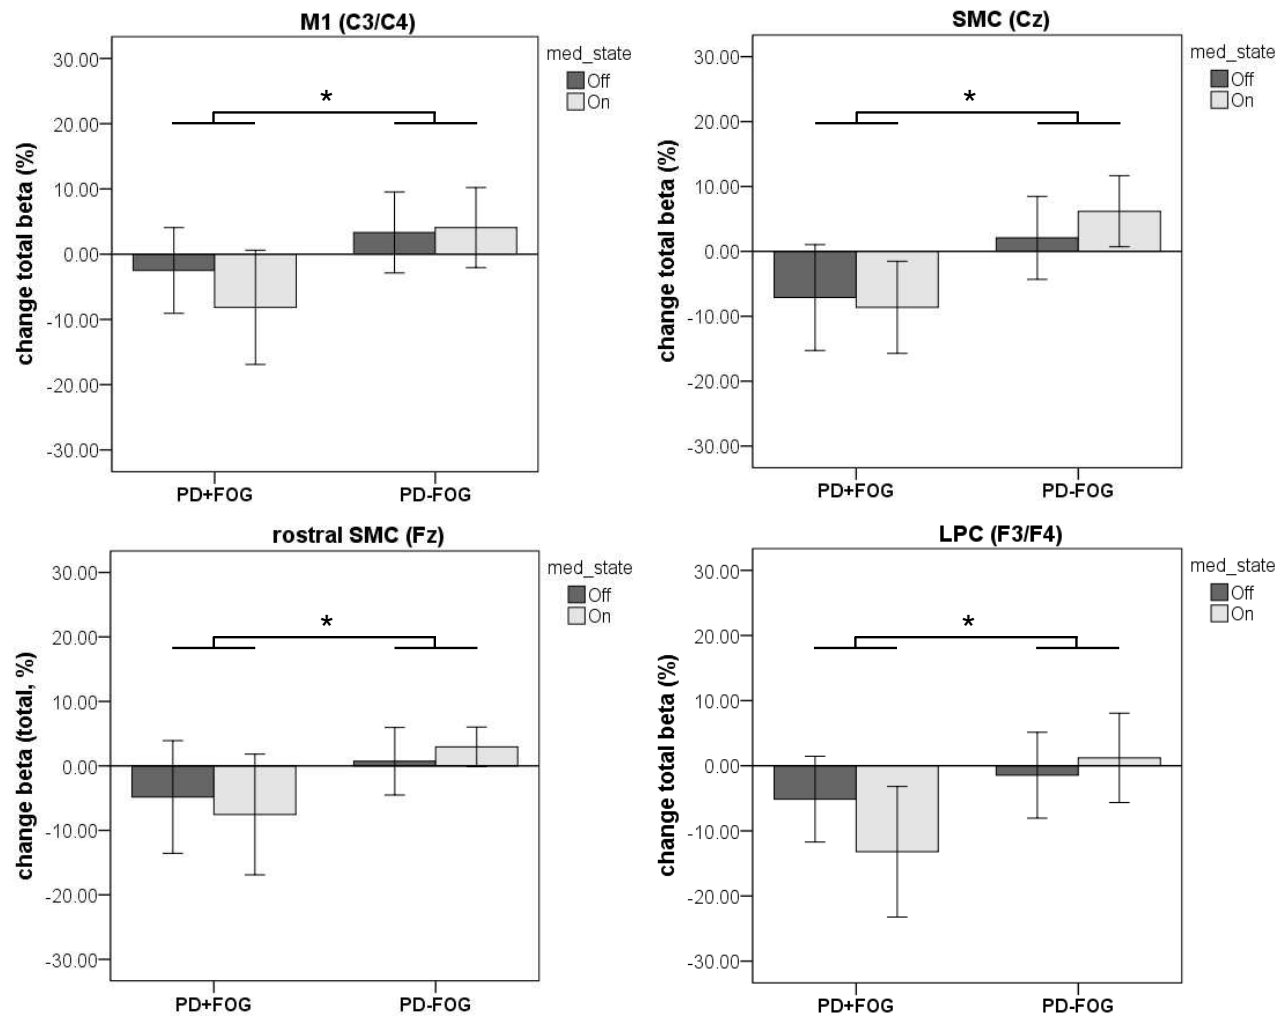 M1 (C3/C4)
change total beta (%)
30.00
20.00
10.00
0.00
-10.00
-20.00
-30.00
*
PD+FOG PD-FOG
med_state
Off
On
SMC (Cz)
change total beta (%)
30.00
20.00
10.00
0.00
-10.00
-20.00
-30.00
*
PD+FOG PD-FOG
med_state
Off
On
rostral SMC (Fz)
change beta (total, %)
30.00
20.00
10.00
0.00
-10.00
-20.00
-30.00
*
PD+FOG PD-FOG
med_state
Off
On
LPC (F3/F4)
change total beta (%)
30.00
20.00
10.00
0.00
-10.00
-20.00
-30.00
*
PD+FOG PD-FOG
med_state
Off
On